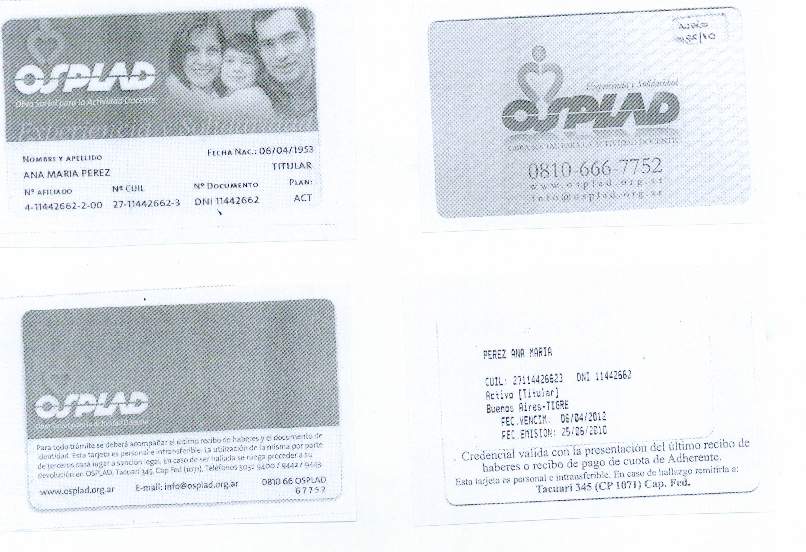 OSPLAD
Obra Social para la Actividad Docente
Experiencia y Solidaridad
NOMBRE Y APELLIDO
FECHA NAC.: 06/04/1953
ANA MARIA PEREZ
TITULAR
Nº AFILIADO Nº CUIL Nº DOCUMENTO PLAN:
4-11442662-2-00 27-11442662-3 DNI 11442662 ACT
Experiencia y Solidaridad
OSPLAD
OBRA SOCIAL PARA LA ACTIVIDAD DOCENTE
0810-666-7752
www.osplad.org.ar
info@osplad.org.ar
OSPLAD
Obra Social para la Actividad Docente
Para todo trámite se deberá acompañar el último recibo de haberes y el documento de
identidad. Esta tarjeta es personal e intransferible. La utilización de la misma por parte
de terceros dará lugar a sanción legal. En caso de ser hallada se ruega proceder a su
devolución en OSPLAD, Tacuarí 345, Cap Fed (1071), Teléfonos 5032 9400 / 9442 / 9443
www.osplad.org.ar E-mail: info@osplad.org.ar 0810 66 OSPLAD
67752
PEREZ ANA MARIA
CUIL: 27114426623 DNI 11442662
Activo [Titular]
Buenos Aires-TIGRE
FEC.VENCIM. 06/04/2012
FEC EMISION: 25/06/2010
Credencial valida con la presentación del último recibo de
haberes o recibo de pago de cuota de Adherente.
Esta tarjeta es personal e intransferible. En caso de hallazgo remitirla a:
Tacuari 345 (CP 1071) Cap. Fed.